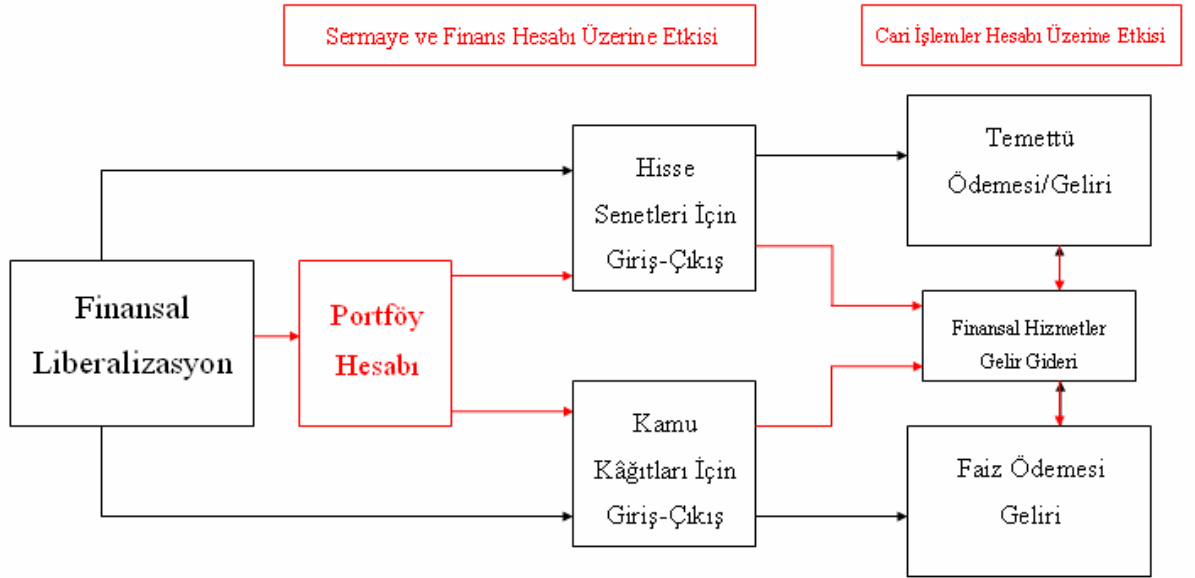 Sermaye ve Finans Hesabı Üzerine Etkisi
Cari İşlemler Hesabı Üzerine Etkisi
Finansal
Liberalizasyon
Portföy
Hesabı
Hisse
Senetleri İçin
Giriş-Çıkış
Kamu
Kâğıtları İçin
Giriş-Çıkış
Temettü
Ödemesi/Geliri
Finansal Hizmetler
Gelir Gideri
Faiz Ödemesi
Geliri